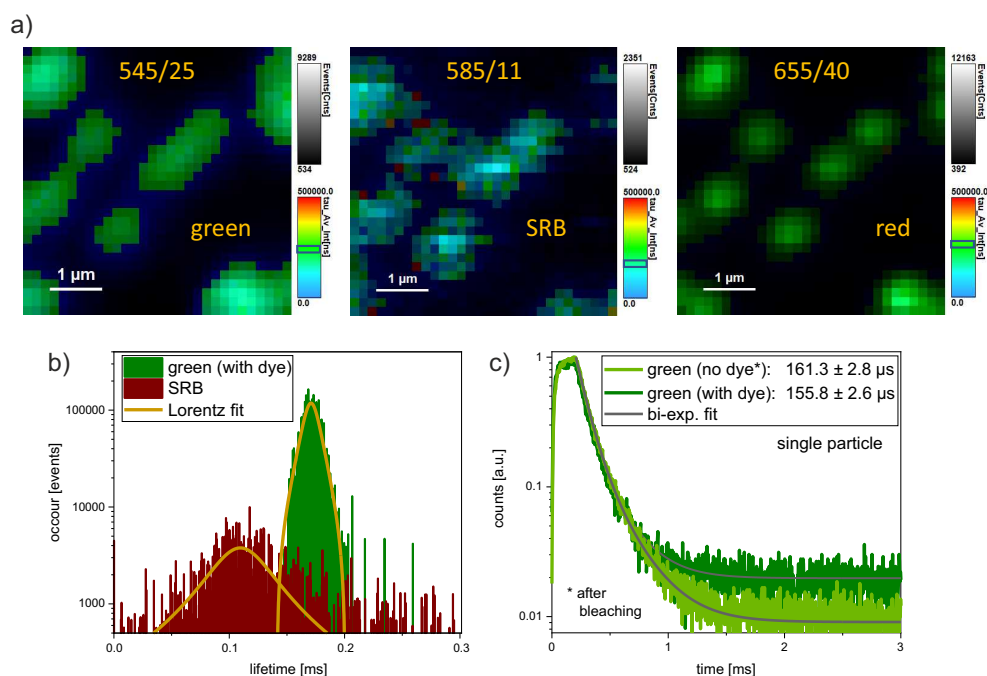 a)
545/25
green
1 µm
9289
Events[Cnts]
534
500000.0
tau_Av_Int[ns]
0.0
585/11
SRB
1 µm
2351
Events[Cnts]
524
500000.0
tau_Av_Int[ns]
0.0
655/40
red
1 µm
12163
Events[Cnts]
392
500000.0
tau_Av_Int[ns]
0.0
b)
green (with dye)
SRB
Lorentz fit
occour [events]
100000
10000
1000
0.0
0.1
0.2
0.3
lifetime [ms]
c)
green (no dye*): 161.3 ± 2.8 µs
green (with dye): 155.8 ± 2.6 µs
bi-exp. fit
single particle
* after
bleaching
counts [a.u.]
1
0.1
0.01
0
1
2
3
time [ms]